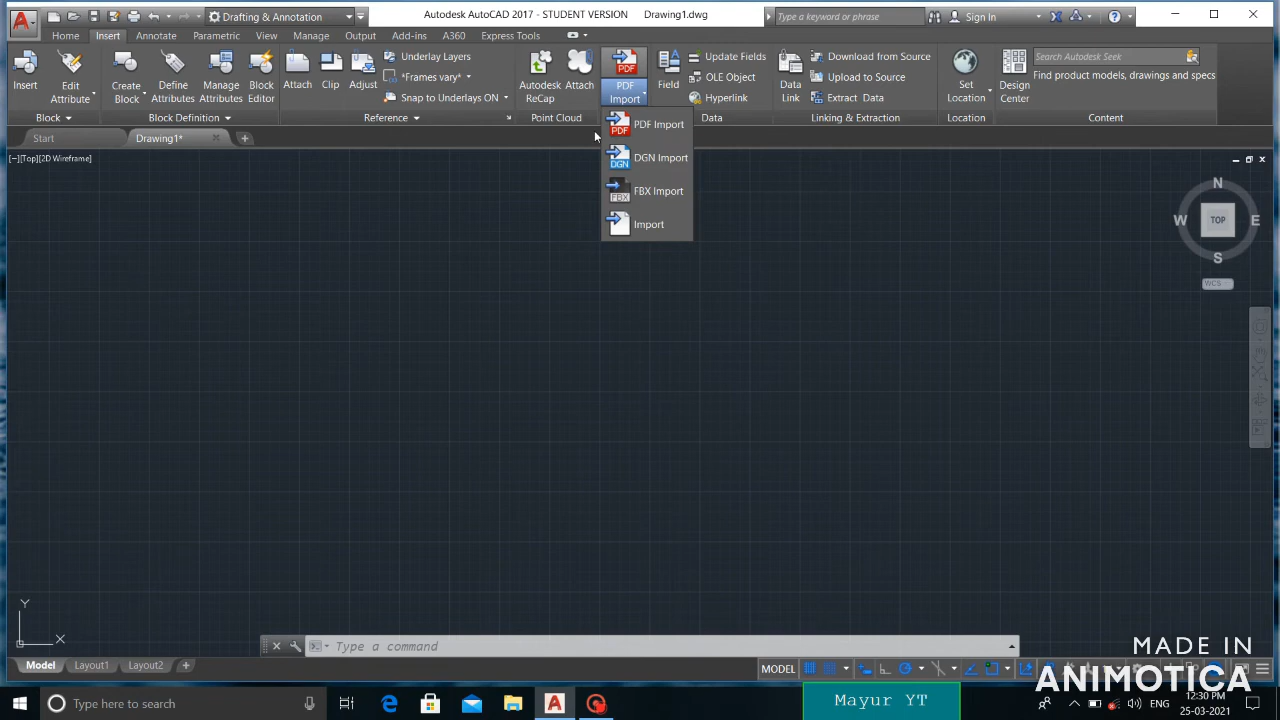 Drafting & Annotation
Autodesk AutoCAD 2017 - STUDENT VERSION Drawing1.dwg
Type a keyword or phrase
Sign In
Home Insert Annotate Parametric View Manage Output Add-ins A360 Express Tools
Insert
Edit
Attribute
Block
Create
Block
Define
Attributes
Manage
Attributes
Block
Editor
Block Definition
Attach
Clip
Adjust
Underlay Layers
*Frames vary*
Snap to Underlays ON
Reference
Autodesk
ReCap
Attach
Point Cloud
PDF
PDF
Import
Field
Update Fields
OLE Object
Hyperlink
Data
Data
Link
Download from Source
Upload to Source
Extract Data
Linking & Extraction
Set
Location
Location
Design
Center
Search Autodesk Seek
Find product models, drawings and specs
Content
PDF PDF Import
DGN DGN Import
FBX FBX Import
Import
Start Drawing1*
[−][Top][2D Wireframe]
N
W TOP E
S
WCS
Y
X
Type a command
Model Layout1 Layout2
MODEL
MADE IN
ANIMOTICA
Type here to search
Mayur YT
ENG
12:30 PM
25-03-2021